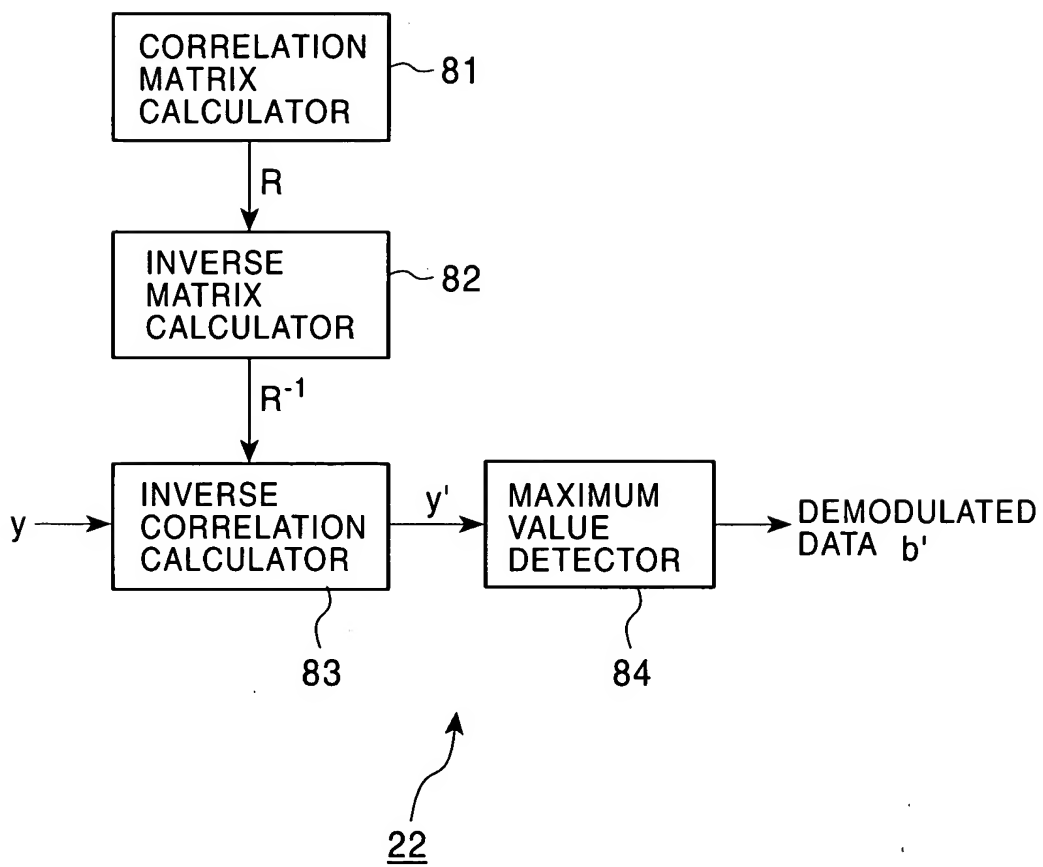 CORRELATION
MATRIX
CALCULATOR
81
R
INVERSE
MATRIX
CALCULATOR
82
R⁻¹
y
INVERSE
CORRELATION
CALCULATOR
83
y'
MAXIMUM
VALUE
DETECTOR
84
DEMODULATED
DATA b'
22